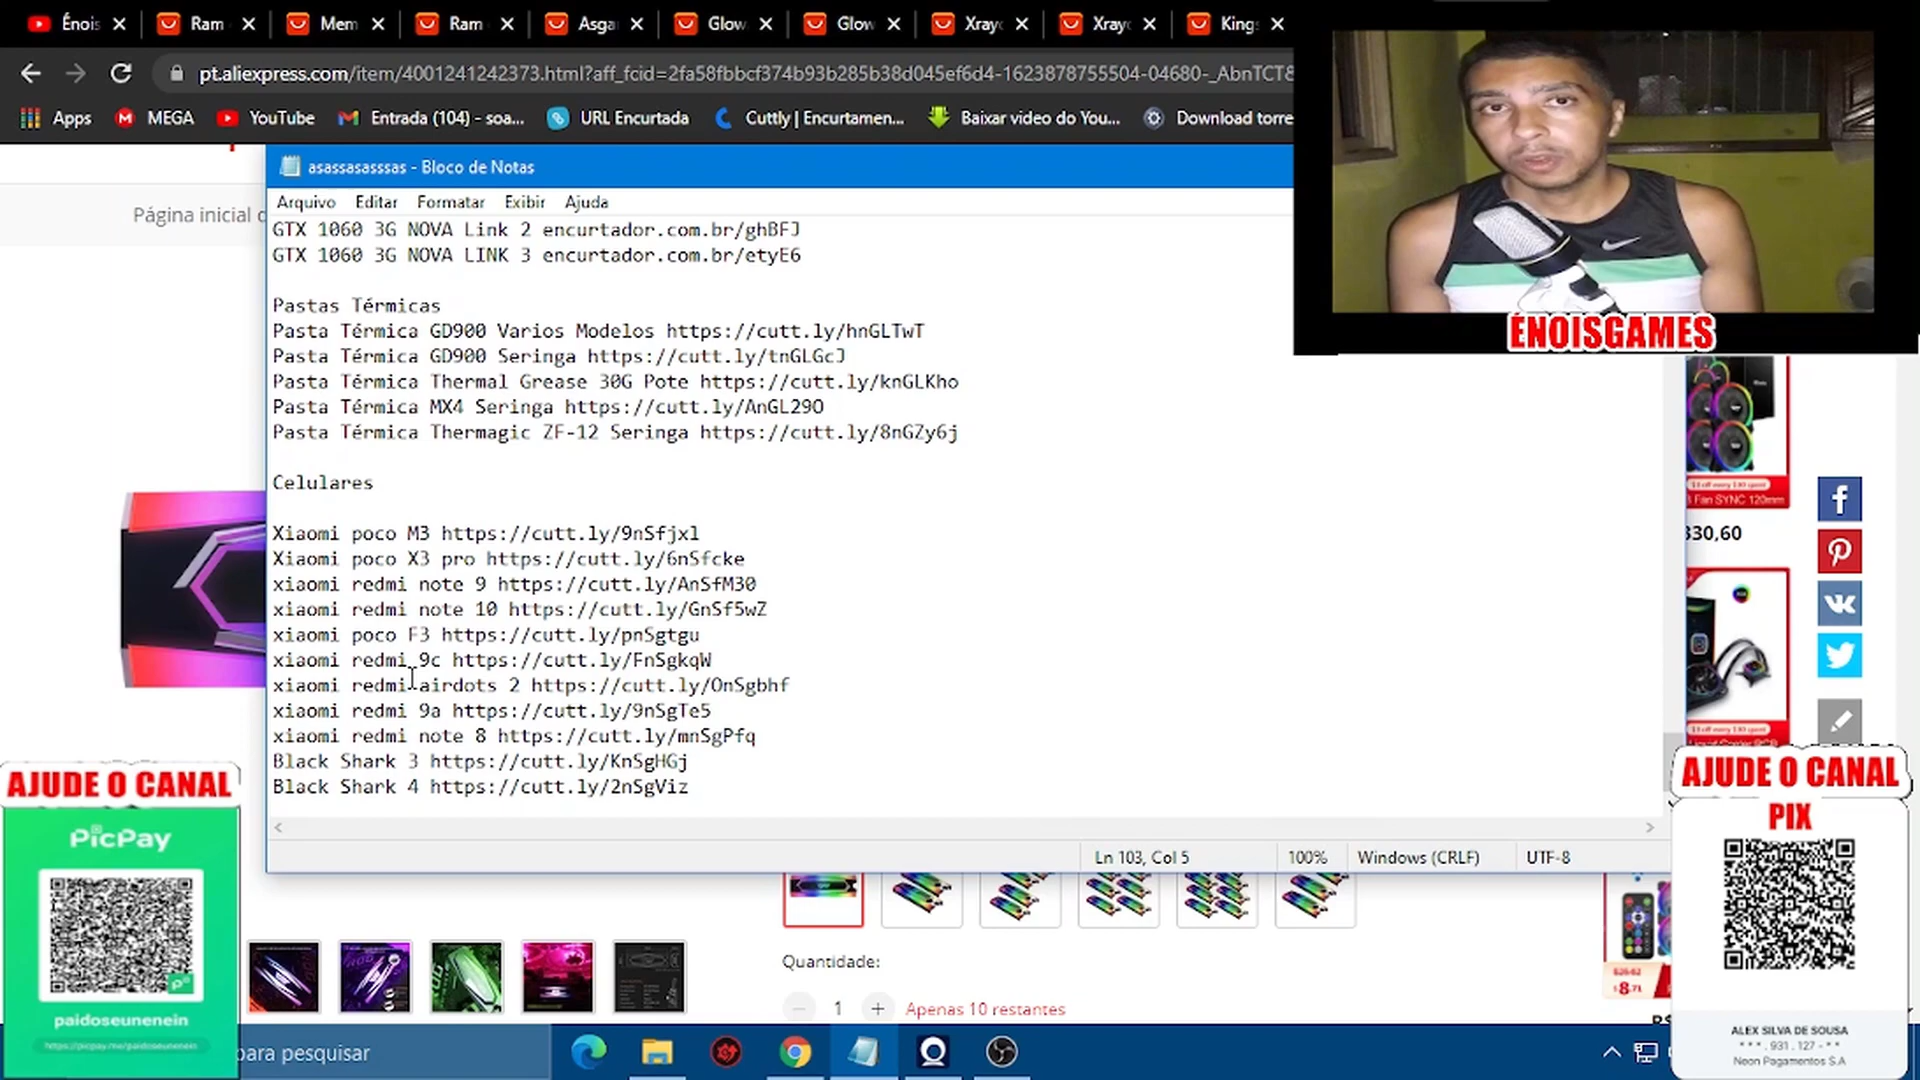 Énois
Ram
Mem
Ram
Asga
Glow
Glow
Xray
Xray
King
pt.aliexpress.com/item/4001241242373.html?aff_fcid=2fa58fbbcf374b93b285b38d045ef6d4-1623878755504-04680-_AbnTCT8
Apps
MEGA
YouTube
Entrada (104) - soa...
URL Encurtada
Cuttly | Encurtamen...
Baixar video do You...
Download torre
Página inicial d
asassasasssas - Bloco de Notas
Arquivo Editar Formatar Exibir Ajuda
GTX 1060 3G NOVA Link 2 encurtador.com.br/ghBFJ
GTX 1060 3G NOVA LINK 3 encurtador.com.br/etyE6
Pastas Térmicas
Pasta Térmica GD900 Varios Modelos https://cutt.ly/hnGLTwT
Pasta Térmica GD900 Seringa https://cutt.ly/tnGLGcJ
Pasta Térmica Thermal Grease 30G Pote https://cutt.ly/knGLKho
Pasta Térmica MX4 Seringa https://cutt.ly/AnGL29O
Pasta Térmica Thermagic ZF-12 Seringa https://cutt.ly/8nGZy6j
Celulares
Xiaomi poco M3 https://cutt.ly/9nSfjxl
Xiaomi poco X3 pro https://cutt.ly/6nSfcke
xiaomi redmi note 9 https://cutt.ly/AnSfM30
xiaomi redmi note 10 https://cutt.ly/GnSf5wZ
xiaomi poco F3 https://cutt.ly/pnSgtgu
xiaomi redmi 9c https://cutt.ly/FnSgkqW
xiaomi redmi airdots 2 https://cutt.ly/OnSgbhf
xiaomi redmi 9a https://cutt.ly/9nSgTe5
xiaomi redmi note 8 https://cutt.ly/mnSgPfq
Black Shark 3 https://cutt.ly/KnSgHGj
Black Shark 4 https://cutt.ly/2nSgViz
Ln 103, Col 5
100%
Windows (CRLF)
UTF-8
ENOISGAMES
Fan SYNC 120mm
330,60
AJUDE O CANAL
PicPay
paidoseunenein
https://picpay.me/paidoseunenein
Quantidade:
1
Apenas 10 restantes
AJUDE O CANAL
PIX
ALEX SILVA DE SOUSA
***.931.127-**
Neon Pagamentos S.A
para pesquisar